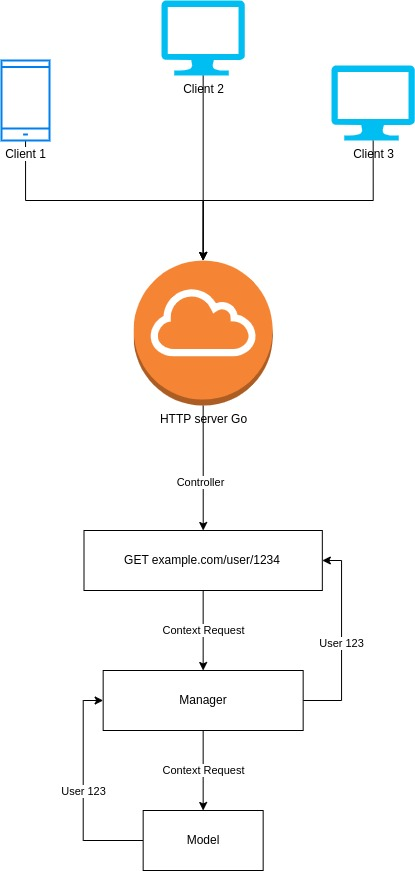 Client 2
Client 1
Client 3
HTTP server Go
Controller
GET example.com/user/1234
Context Request
User 123
Manager
Context Request
User 123
Model